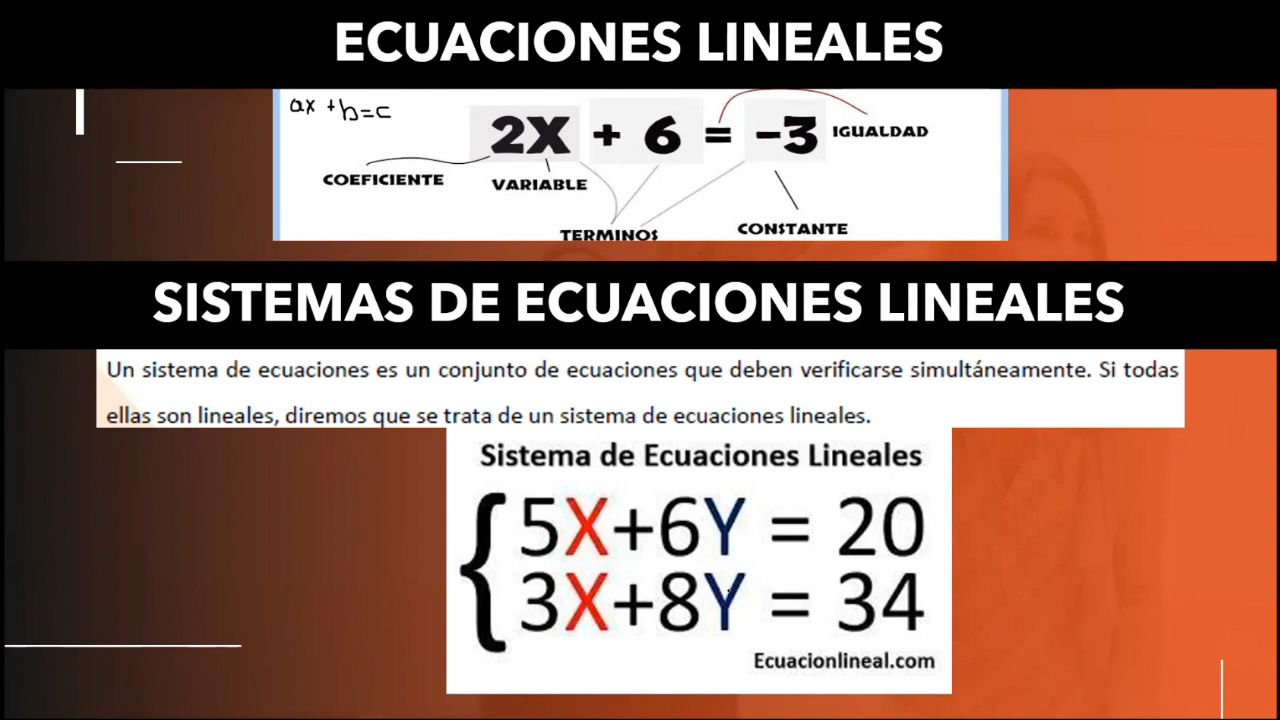 ECUACIONES LINEALES
ax + b = c
2X + 6 = -3
IGUALDAD
COEFICIENTE
VARIABLE
TERMINOS
CONSTANTE
SISTEMAS DE ECUACIONES LINEALES
Un sistema de ecuaciones es un conjunto de ecuaciones que deben verificarse simultáneamente. Si todas
ellas son lineales, diremos que se trata de un sistema de ecuaciones lineales.
Sistema de Ecuaciones Lineales
5X+6Y = 20
3X+8Y = 34
Ecuacionlineal.com